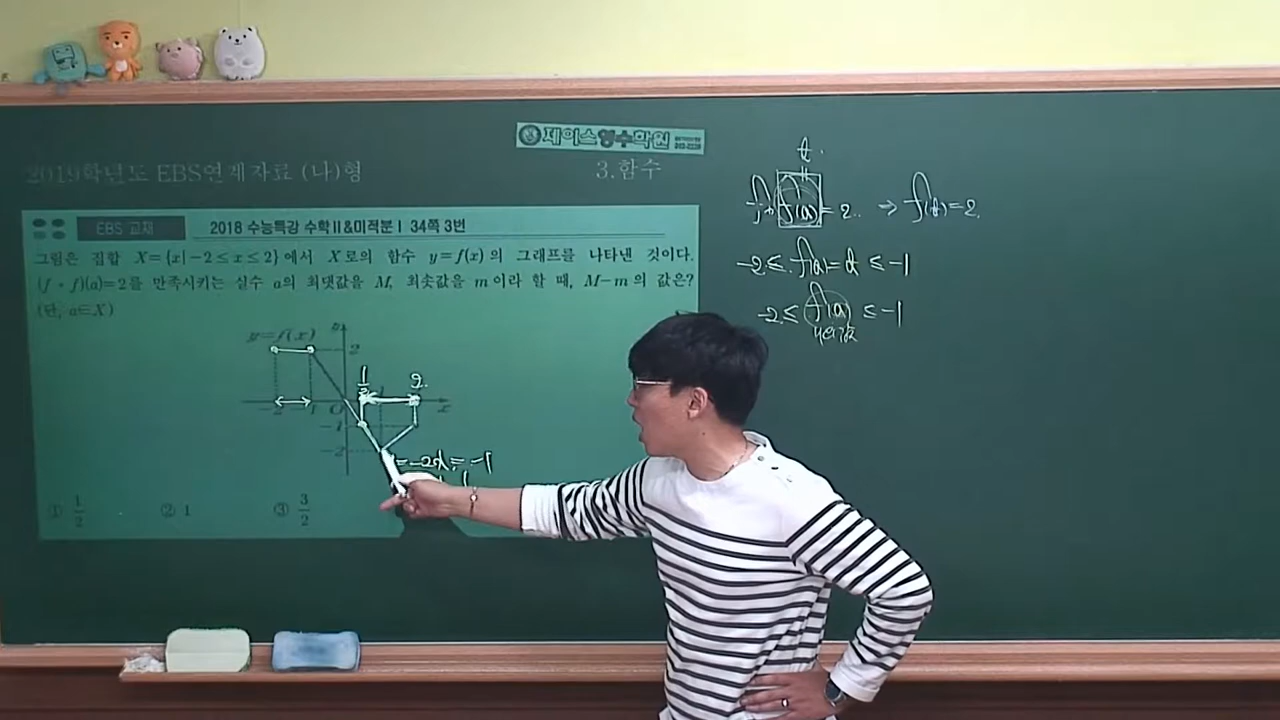 제이스영수학원
2019학년도 EBS연계자료 (나)형
3.함수
EBS 교재
2018 수능특강 수학Ⅱ&미적분Ⅰ 34쪽 3번
그림은 집합 X={x|-2≤x≤2}에서 X로의 함수 y=f(x)의 그래프를 나타낸 것이다.
(f∘f)(a)=2를 만족시키는 실수 a의 최댓값을 M, 최솟값을 m이라 할 때, M-m의 값은?
(단, a∈X)
y=f(x)
2
1/2
2.
-2
-1
O
x
-1
-2
=-2x=-1
① 1/2
② 1
③ 3/2
t
f(f(a))=2. ⇒ f(t)=2.
-2≤ f(a)=t ≤-1
-2≤ f(a) ≤-1